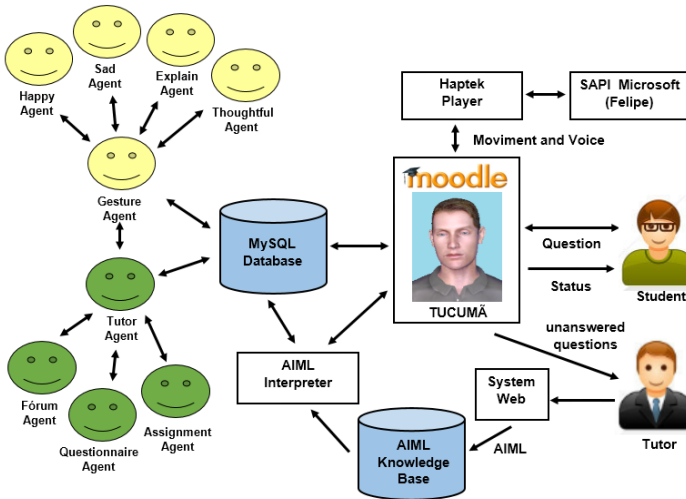 Happy
Agent
Sad
Agent
Explain
Agent
Thoughtful
Agent
Gesture
Agent
Tutor
Agent
Fórum
Agent
Questionnaire
Agent
Assignment
Agent
MySQL
Database
AIML
Interpreter
AIML
Knowledge
Base
Haptek
Player
SAPI Microsoft
(Felipe)
Moviment and Voice
moodle
TUCUMÃ
Question
Status
Student
unanswered
questions
System
Web
AIML
Tutor